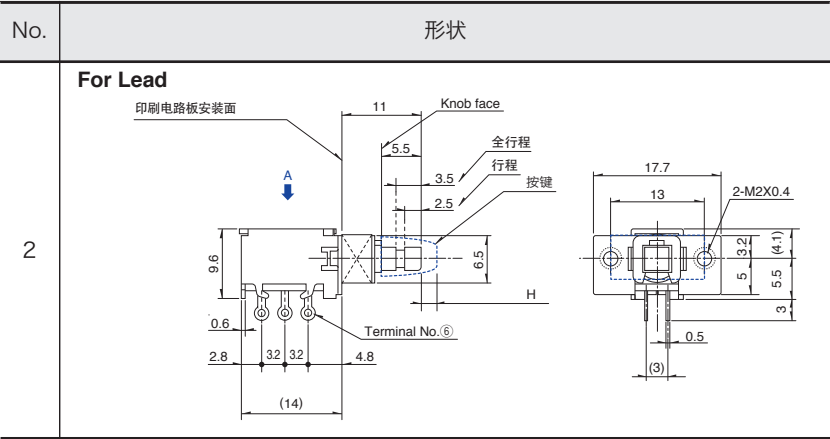 No.
形状
2
For Lead
印刷电路板安装面
11
Knob face
5.5
全行程
3.5
行程
2.5
按键
A
9.6
6.5
H
0.6
Terminal No.⑥
2.8
3.2
3.2
4.8
(14)
17.7
13
2-M2X0.4
3.2
(4.1)
5
5.5
3
0.5
(3)